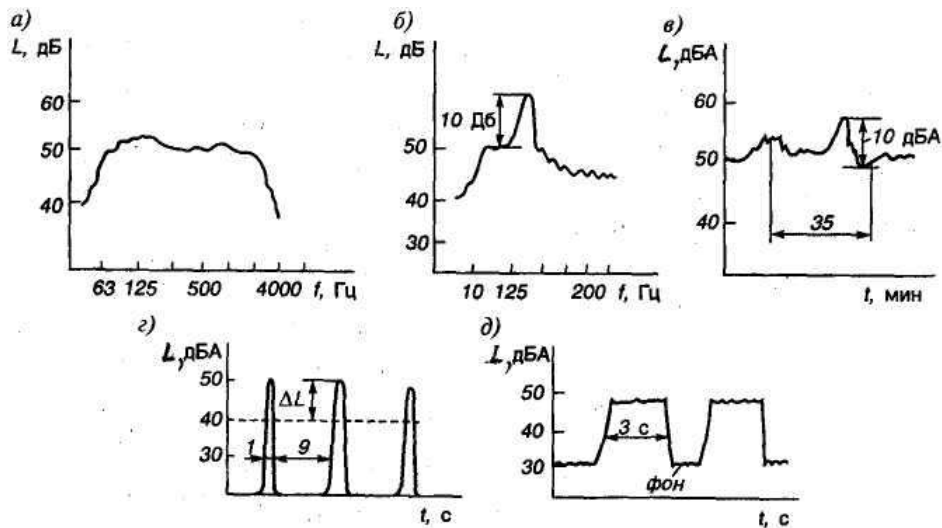 а)
L, дБ
60
50
40
63 125 500 4000 f, Гц
б)
L, дБ
60
50
40
30
10 Дб
10 125 200 f, Гц
в)
L, дБА
60
50
40
10 дБА
35
t, мин
г)
L, дБА
50
40
30
ΔL
1 9
t, с
д)
L, дБА
50
40
30
3 с
фон
t, с